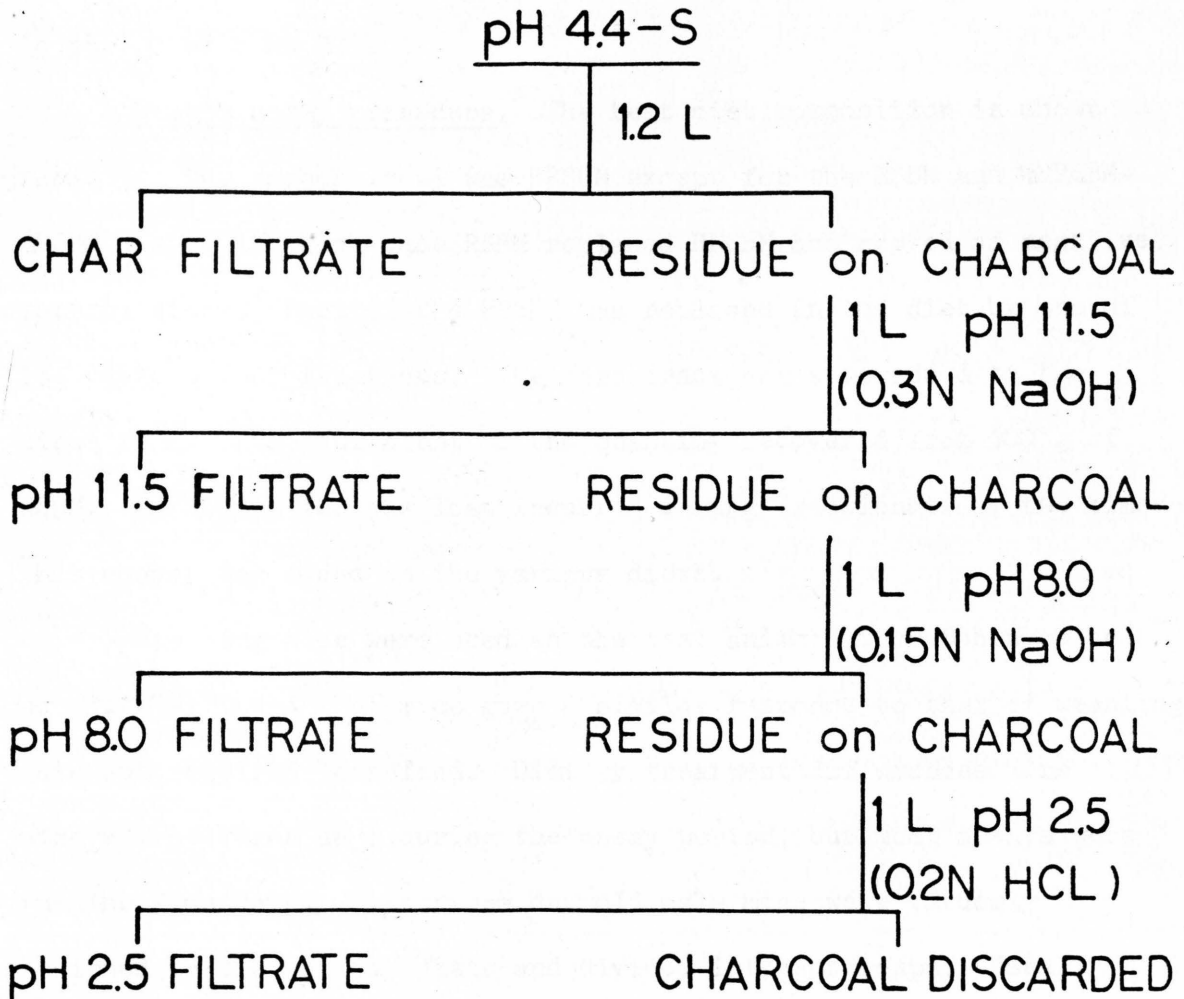 pH 4.4-S
1.2 L
CHAR FILTRATE RESIDUE on CHARCOAL
1 L pH 11.5
(0.3N NaOH)
pH 11.5 FILTRATE RESIDUE on CHARCOAL
1 L pH 8.0
(0.15N NaOH)
pH 8.0 FILTRATE RESIDUE on CHARCOAL
1 L pH 2.5
(0.2N HCL)
pH 2.5 FILTRATE CHARCOAL DISCARDED